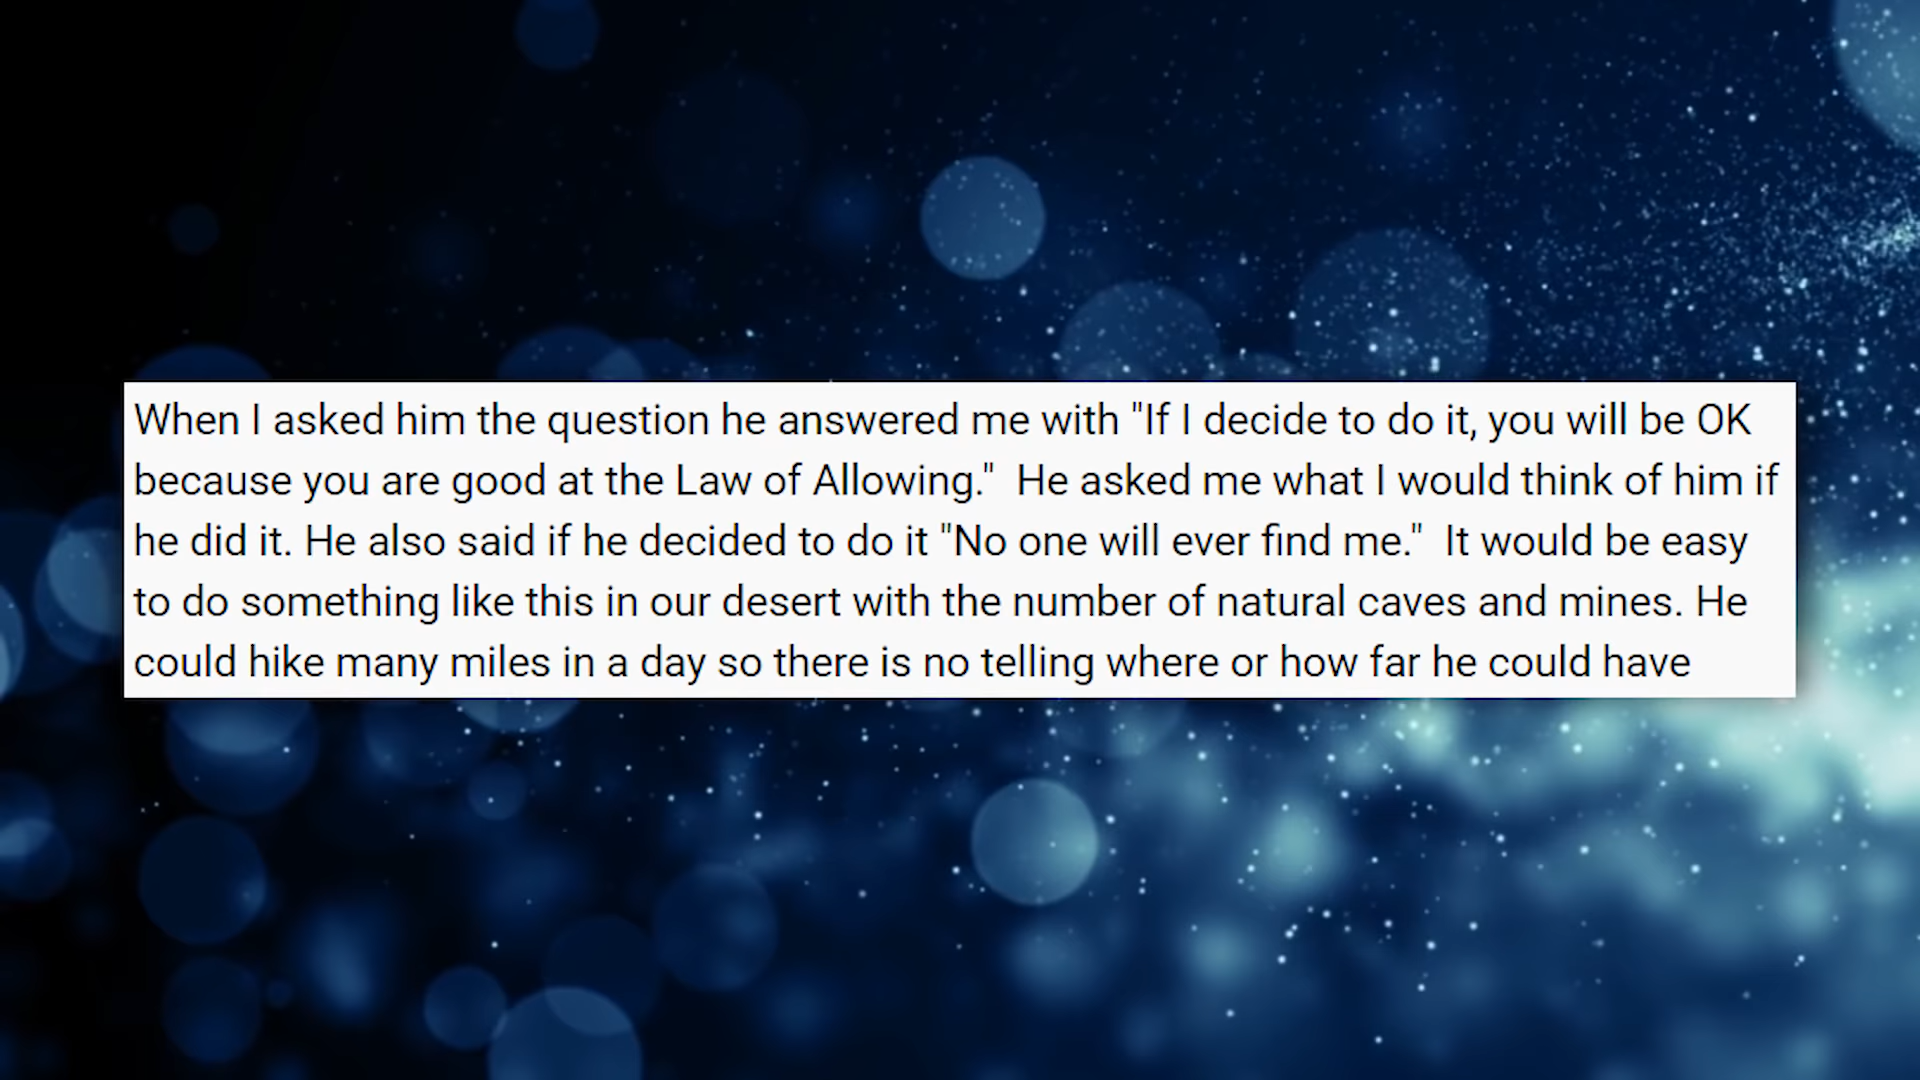 When I asked him the question he answered me with "If I decide to do it, you will be OK
because you are good at the Law of Allowing."  He asked me what I would think of him if
he did it. He also said if he decided to do it "No one will ever find me."  It would be easy
to do something like this in our desert with the number of natural caves and mines. He
could hike many miles in a day so there is no telling where or how far he could have